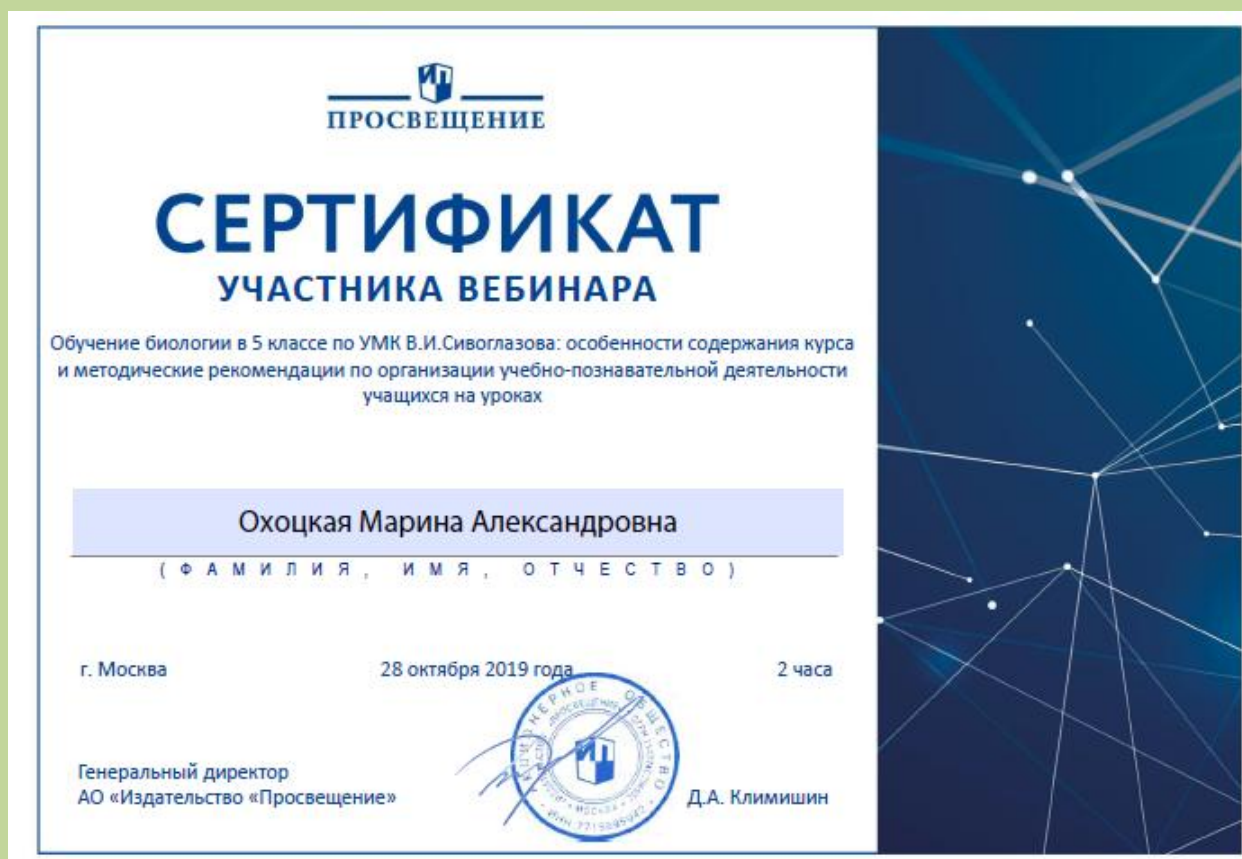 ПРОСВЕЩЕНИЕ
СЕРТИФИКАТ
УЧАСТНИКА ВЕБИНАРА
Обучение биологии в 5 классе по УМК В.И.Сивоглазова: особенности содержания курса
и методические рекомендации по организации учебно-познавательной деятельности
учащихся на уроках
Охоцкая Марина Александровна
(ФАМИЛИЯ, ИМЯ, ОТЧЕСТВО)
г. Москва 28 октября 2019 года 2 часа
Генеральный директор
АО «Издательство «Просвещение» Д.А. Климишин
АКЦИОНЕРНОЕ ОБЩЕСТВО